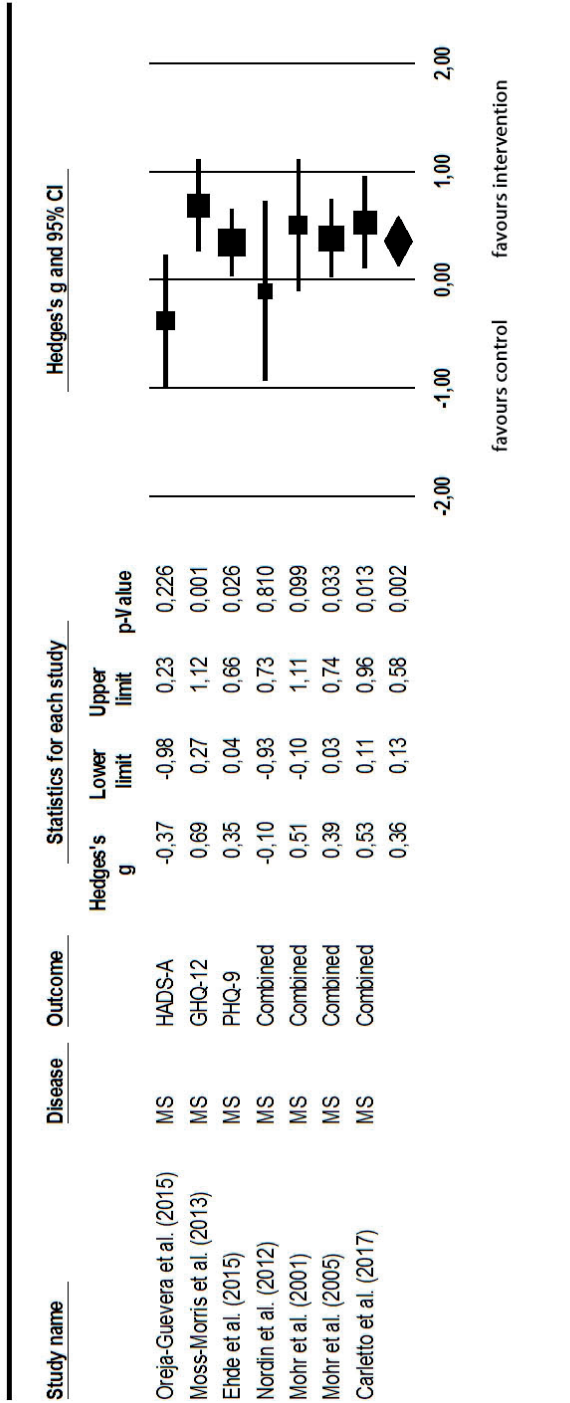 Study name Disease Outcome Statistics for each study Hedges's g and 95% CI
Hedges's g Lower limit Upper limit p-Value
Oreja-Guevera et al. (2015) MS HADS-A -0,37 -0,98 0,23 0,226
Moss-Morris et al. (2013) MS GHQ-12 0,69 0,27 1,12 0,001
Ehde et al. (2015) MS PHQ-9 0,35 0,04 0,66 0,026
Nordin et al. (2012) MS Combined -0,10 -0,93 0,73 0,810
Mohr et al. (2001) MS Combined 0,51 -0,10 1,11 0,099
Mohr et al. (2005) MS Combined 0,39 0,03 0,74 0,033
Carletto et al. (2017) MS Combined 0,53 0,11 0,96 0,013
0,36 0,13 0,58 0,002
-2,00 -1,00 0,00 1,00 2,00
favours control favours intervention